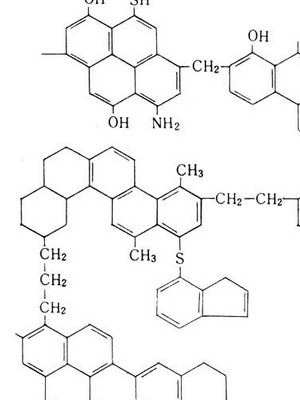 OH SH
OH
CH₂
OH NH₂
CH₃
CH₂—CH₂
CH₃
S
CH₂
CH₂
CH₂